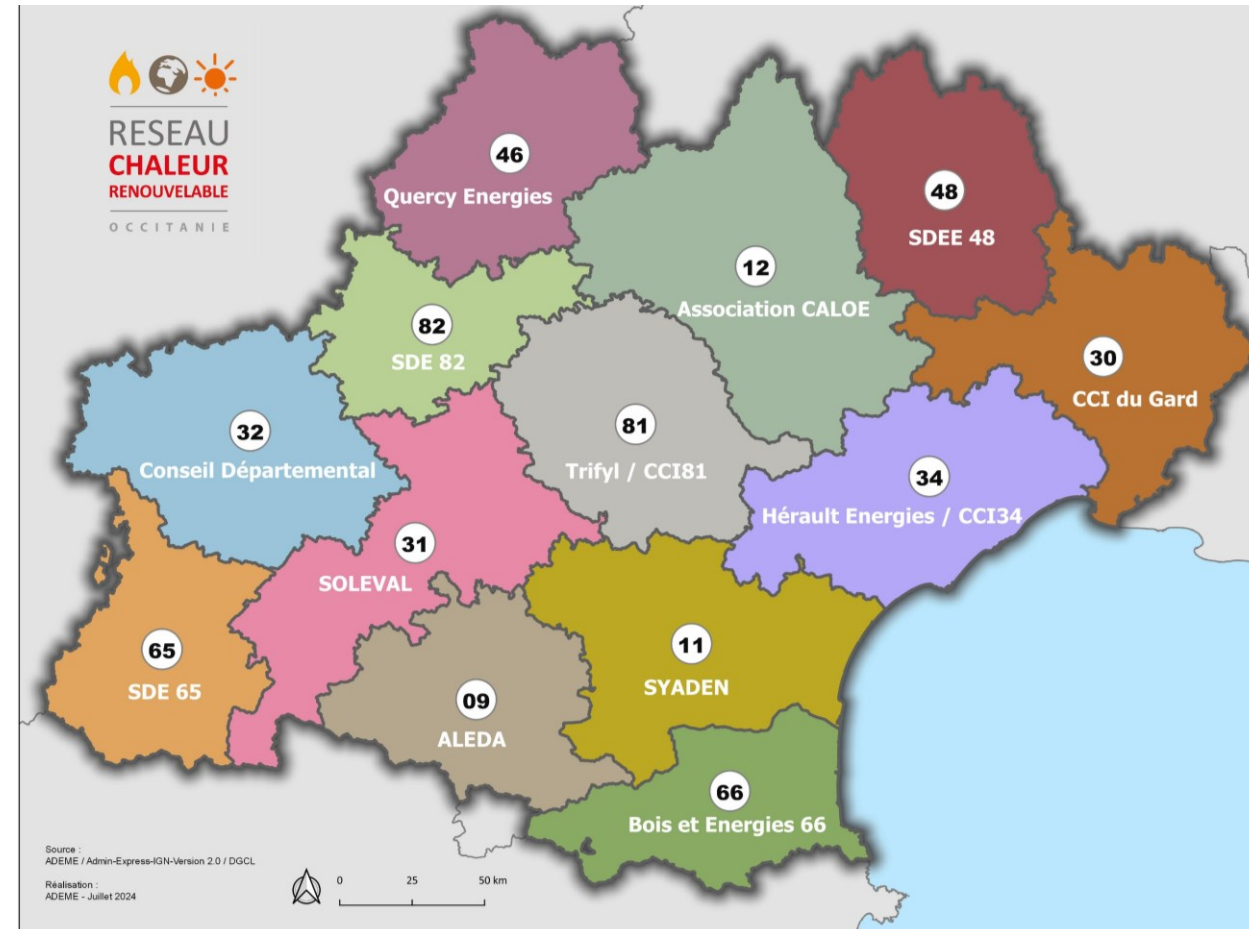 RESEAU
CHALEUR
RENOUVELABLE
OCCITANIE
46
Quercy Energies
48
SDEE 48
12
Association CALOE
82
SDE 82
30
CCI du Gard
32
Conseil Départemental
81
Trifyl / CCI81
34
Hérault Energies / CCI34
31
SOLEVAL
65
SDE 65
11
SYADEN
09
ALEDA
66
Bois et Energies 66
Source :
ADEME / Admin-Express-IGN-Version 2.0 / DGCL
Réalisation :
ADEME - Juillet 2024
0 25 50 km